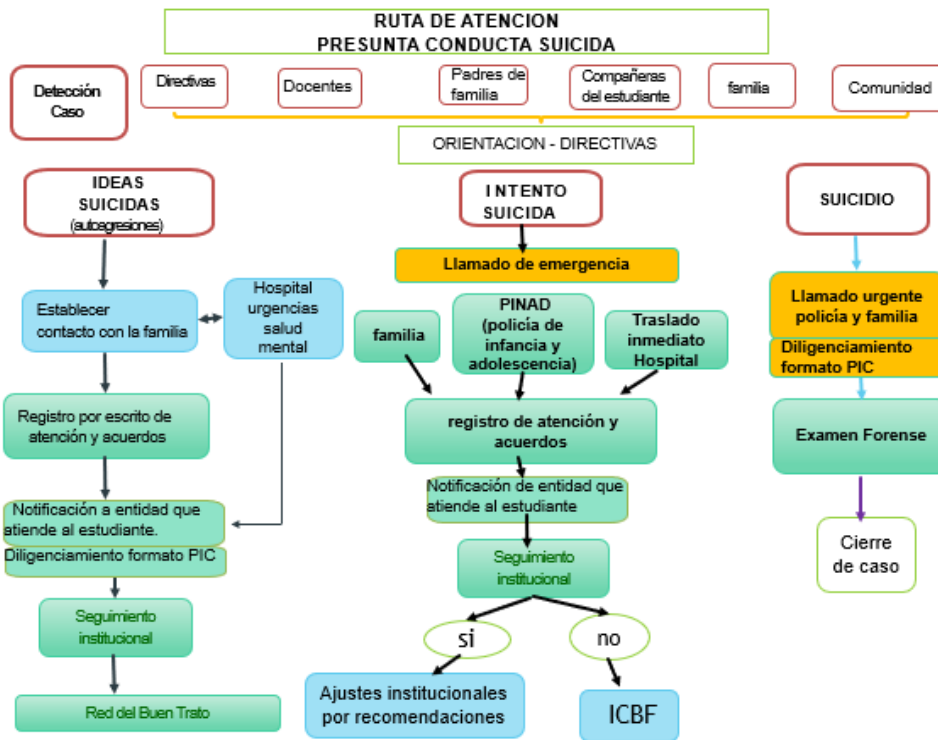 RUTA DE ATENCION
PRESUNTA CONDUCTA SUICIDA
Detección
Caso
Directivas
Docentes
Padres de
familia
Compañeras
del estudiante
familia
Comunidad
ORIENTACION - DIRECTIVAS
IDEAS
SUICIDAS
(autoagresiones)
Establecer
contacto con la familia
Hospital
urgencias
salud
mental
Registro por escrito de
atención y acuerdos
Notificación a entidad que
atiende al estudiante.
Diligenciamiento formato PIC
Seguimiento
institucional
Red del Buen Trato
INTENTO
SUICIDA
Llamado de emergencia
familia
PINAD
(policía de
infancia y
adolescencia)
Traslado
inmediato
Hospital
registro de atención y
acuerdos
Notificación de entidad que
atiende al estudiante
Seguimiento
institucional
si
no
Ajustes institucionales
por recomendaciones
ICBF
SUICIDIO
Llamado urgente
policía y familia
Diligenciamiento
formato PIC
Examen Forense
Cierre
de caso